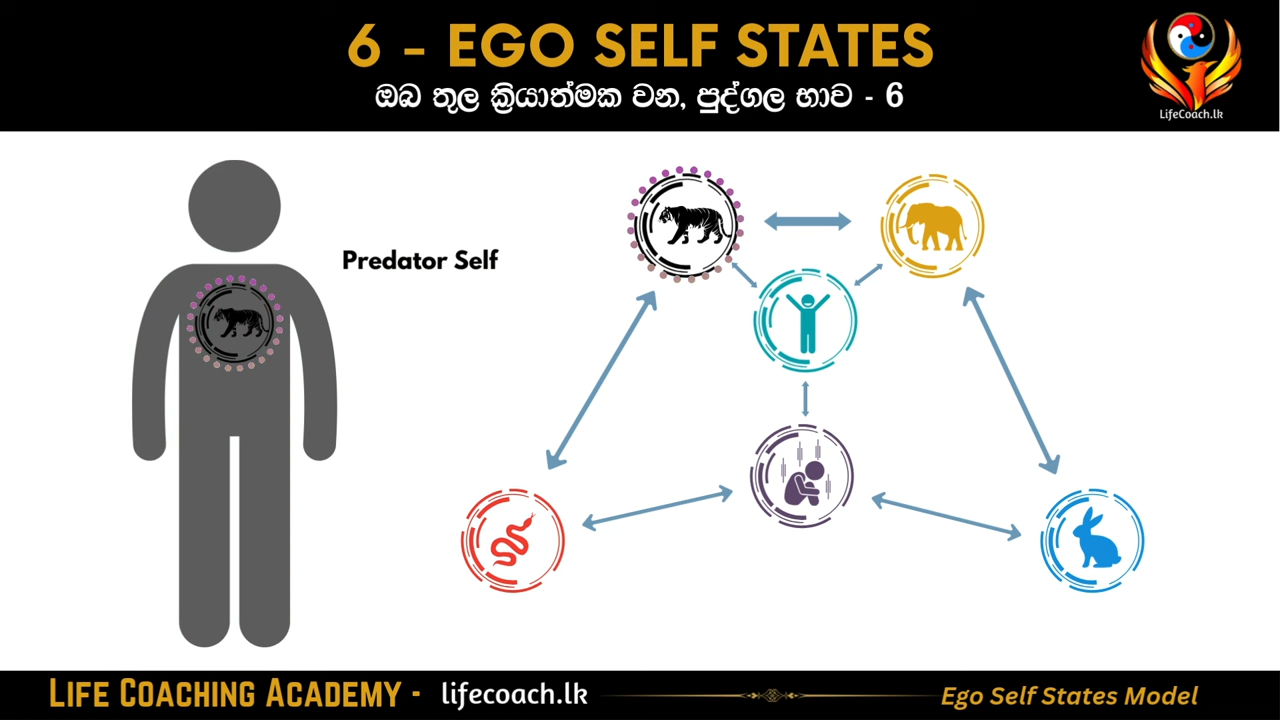 6 - EGO SELF STATES
ඔබ තුල ක්‍රියාත්මක වන, පුද්ගල භාව - 6
LifeCoach.lk
Predator Self
LIFE COACHING ACADEMY - lifecoach.lk
Ego Self States Model